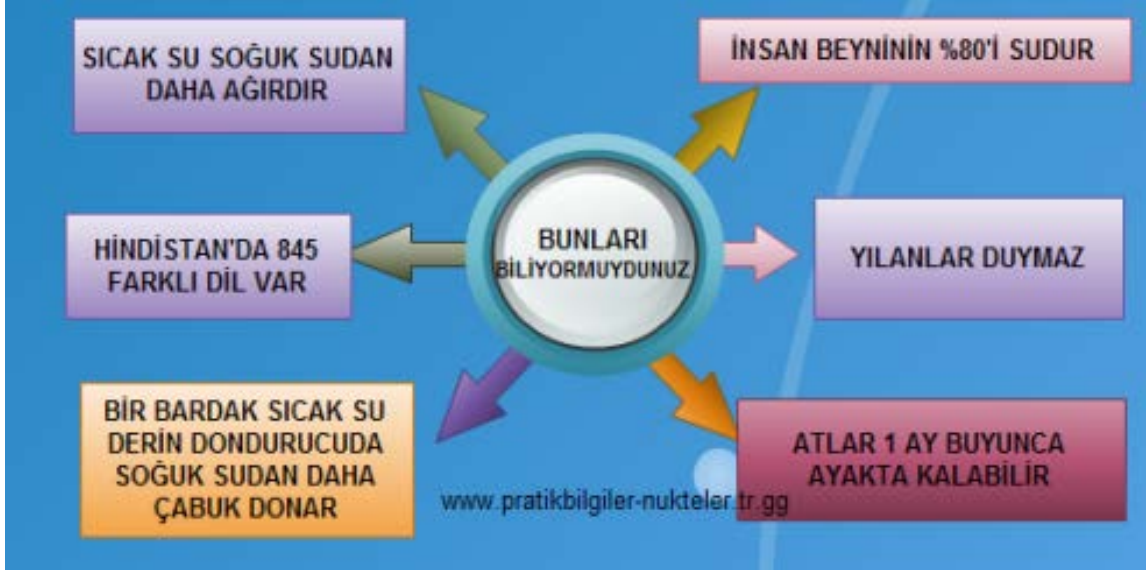 SICAK SU SOĞUK SUDAN
DAHA AĞIRDIR
İNSAN BEYNİNİN %80'İ SUDUR
HİNDİSTAN'DA 845
FARKLI DİL VAR
BUNLARI
BİLİYORMUYDUNUZ
YILANLAR DUYMAZ
BİR BARDAK SICAK SU
DERİN DONDURUCUDA
SOĞUK SUDAN DAHA
ÇABUK DONAR
ATLAR 1 AY BUYUNCA
AYAKTA KALABİLİR
www.pratikbilgiler-nukteler.tr.gg